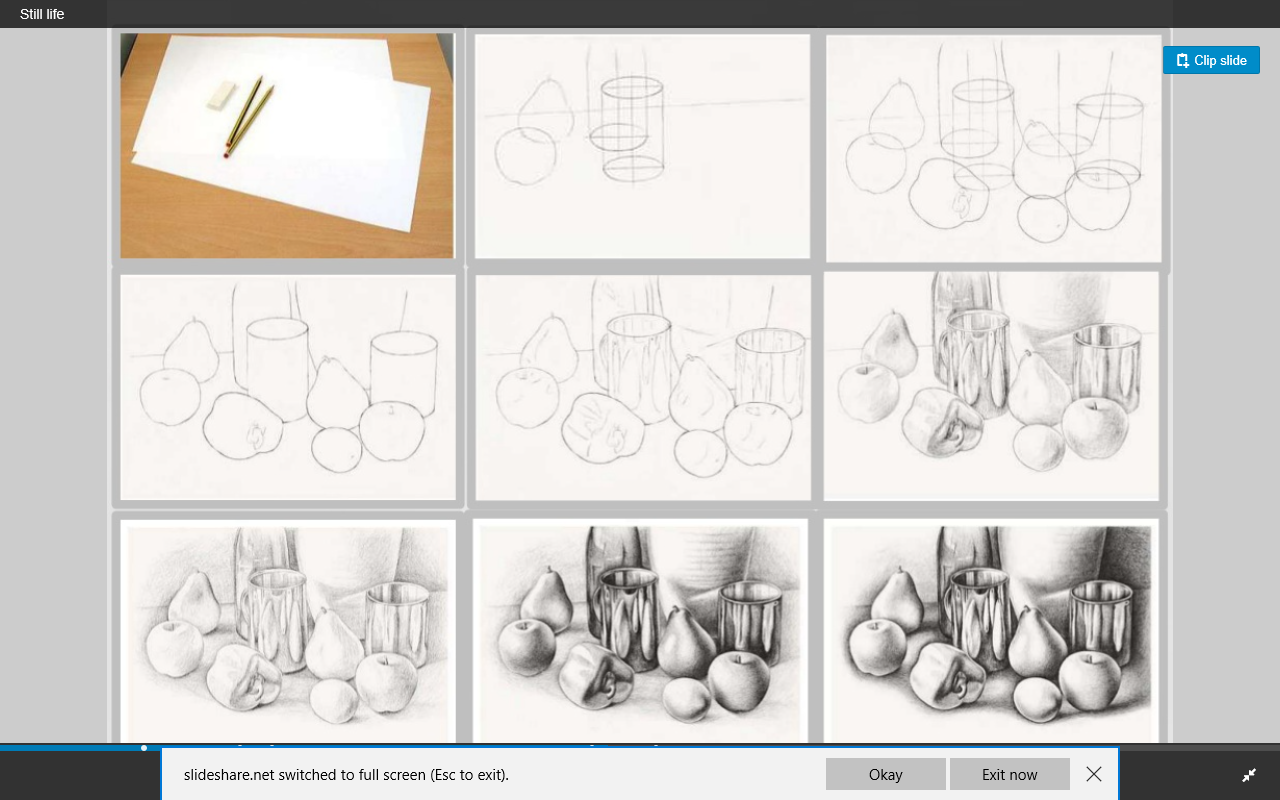 Still life
Clip slide
slideshare.net switched to full screen (Esc to exit).
Okay
Exit now